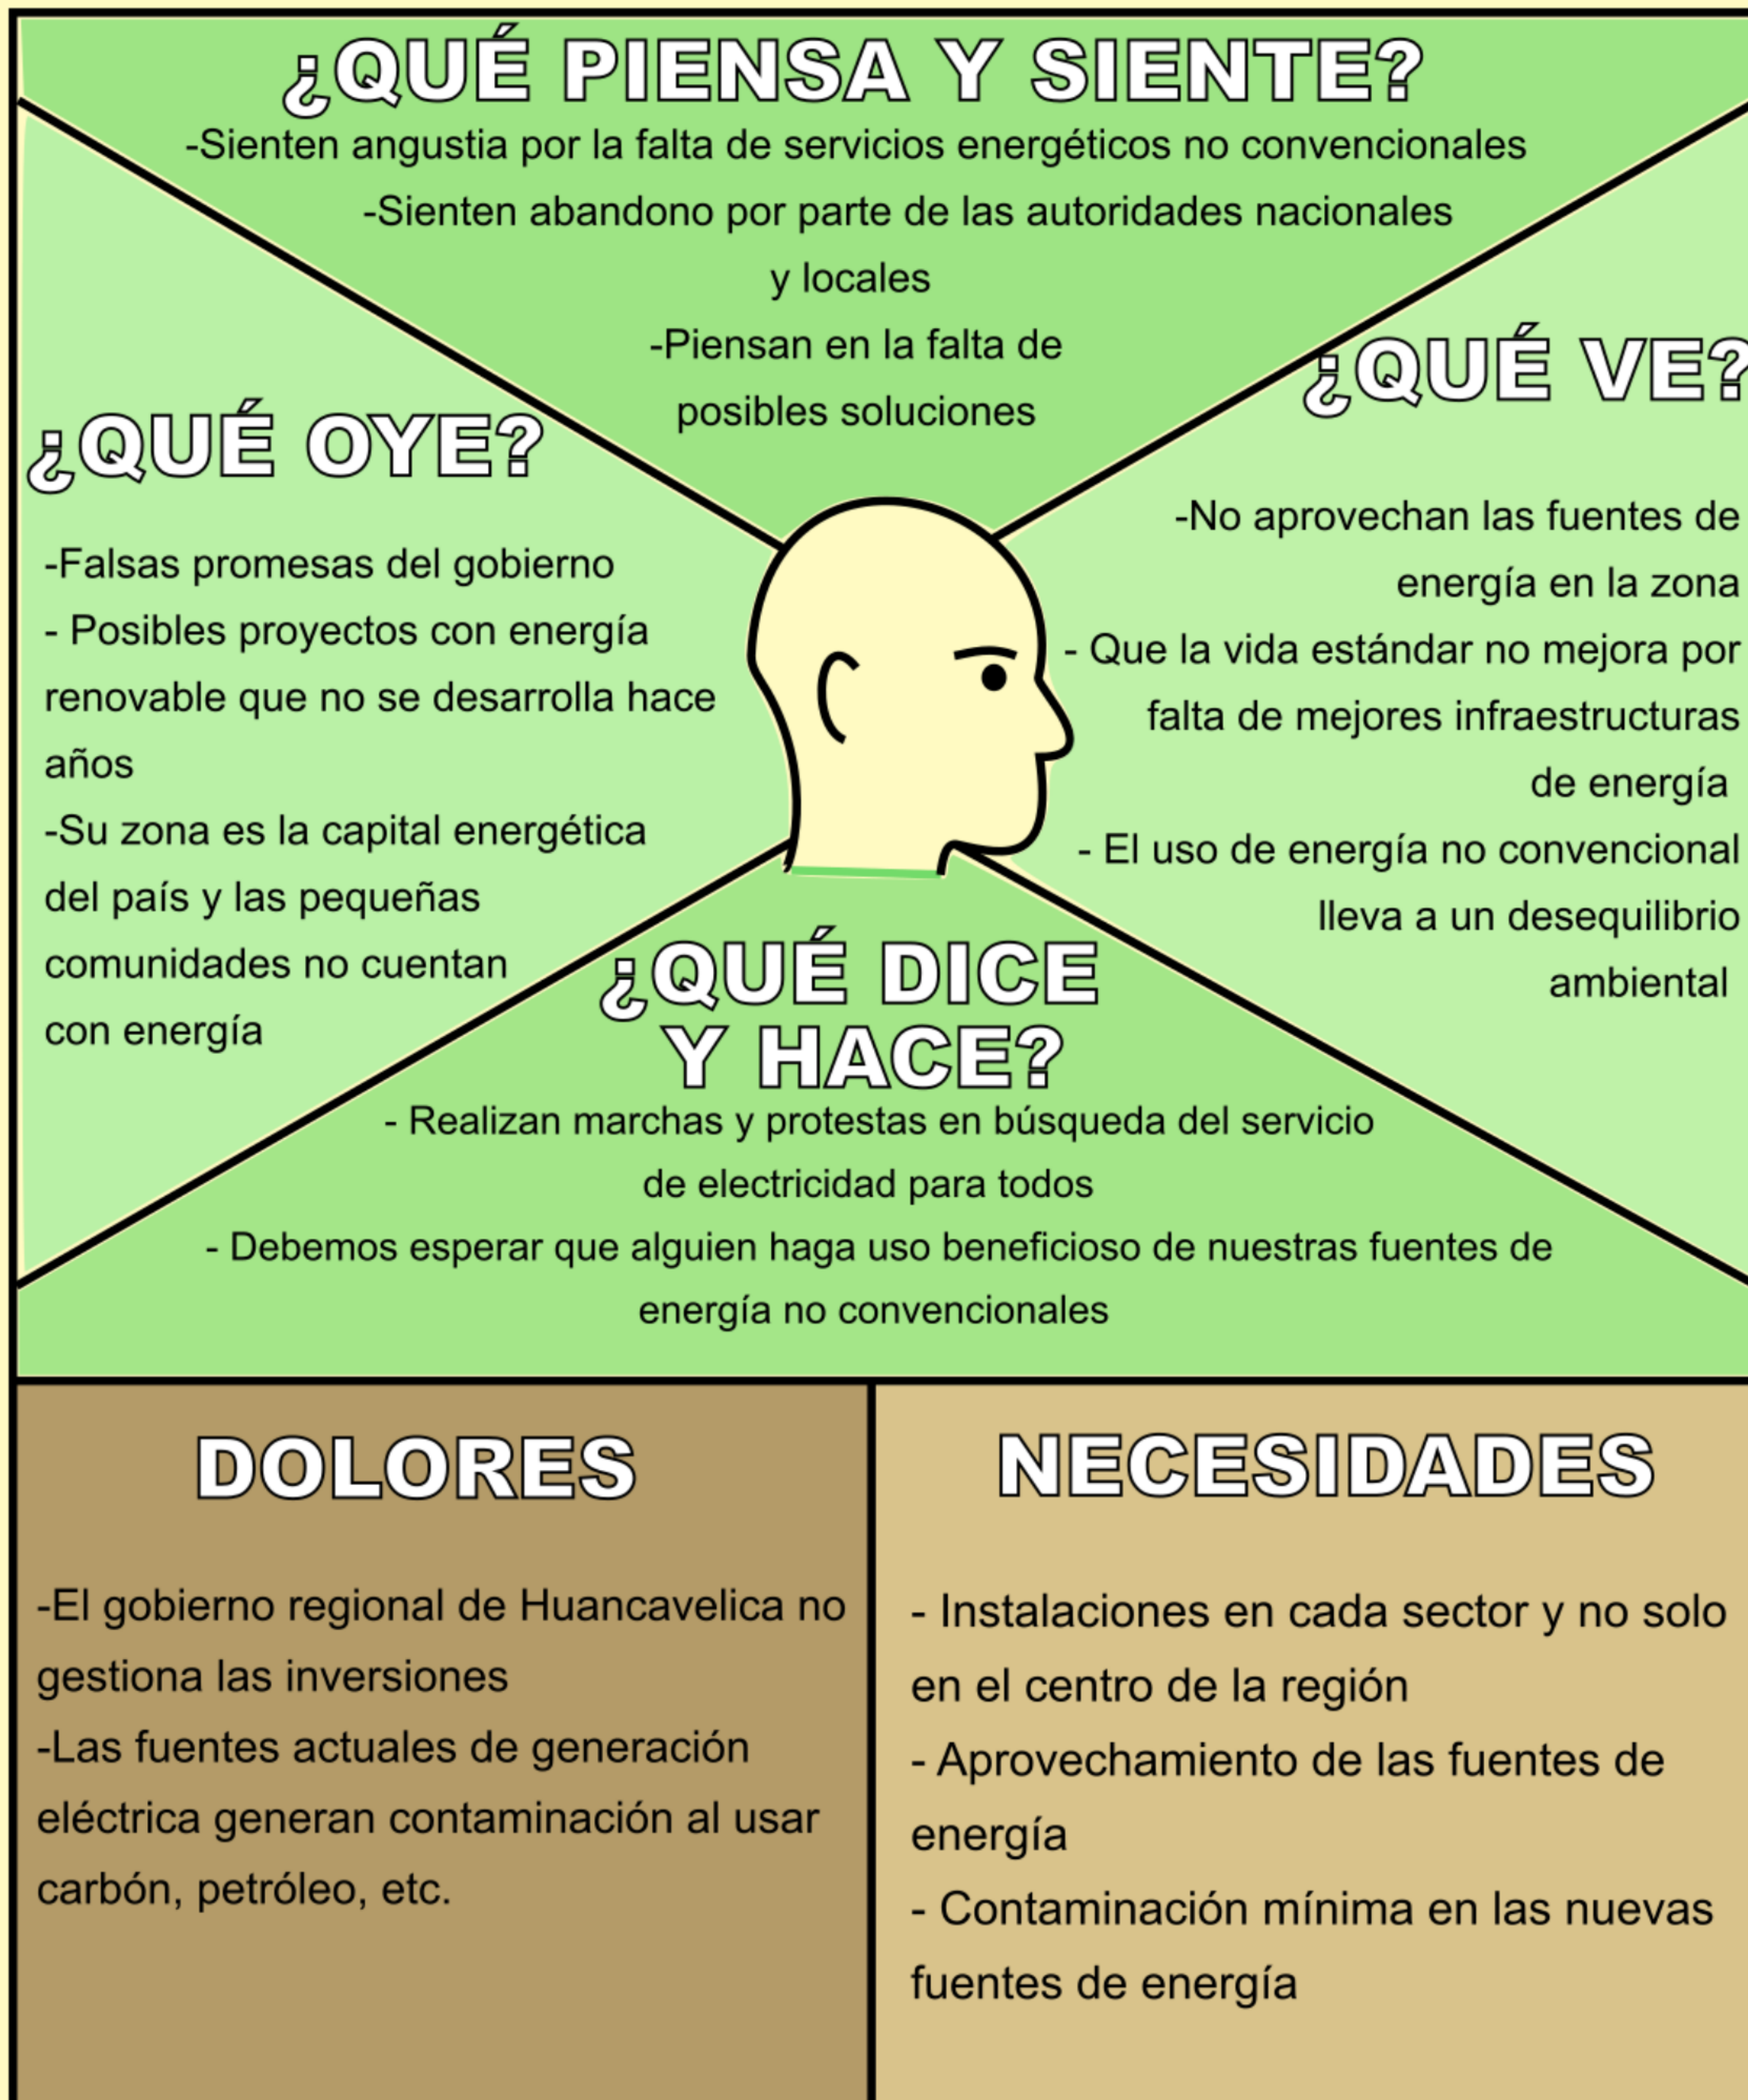 ¿QUÉ PIENSA Y SIENTE?
-Sienten angustia por la falta de servicios energéticos no convencionales
-Sienten abandono por parte de las autoridades nacionales
y locales
-Piensan en la falta de
posibles soluciones
¿QUÉ OYE?
-Falsas promesas del gobierno
- Posibles proyectos con energía
renovable que no se desarrolla hace
años
-Su zona es la capital energética
del país y las pequeñas
comunidades no cuentan
con energía
¿QUÉ VE?
-No aprovechan las fuentes de
energía en la zona
- Que la vida estándar no mejora por
falta de mejores infraestructuras
de energía
- El uso de energía no convencional
lleva a un desequilibrio
ambiental
¿QUÉ DICE
Y HACE?
- Realizan marchas y protestas en búsqueda del servicio
de electricidad para todos
- Debemos esperar que alguien haga uso beneficioso de nuestras fuentes de
energía no convencionales
DOLORES
-El gobierno regional de Huancavelica no
gestiona las inversiones
-Las fuentes actuales de generación
eléctrica generan contaminación al usar
carbón, petróleo, etc.
NECESIDADES
- Instalaciones en cada sector y no solo
en el centro de la región
- Aprovechamiento de las fuentes de
energía
- Contaminación mínima en las nuevas
fuentes de energía